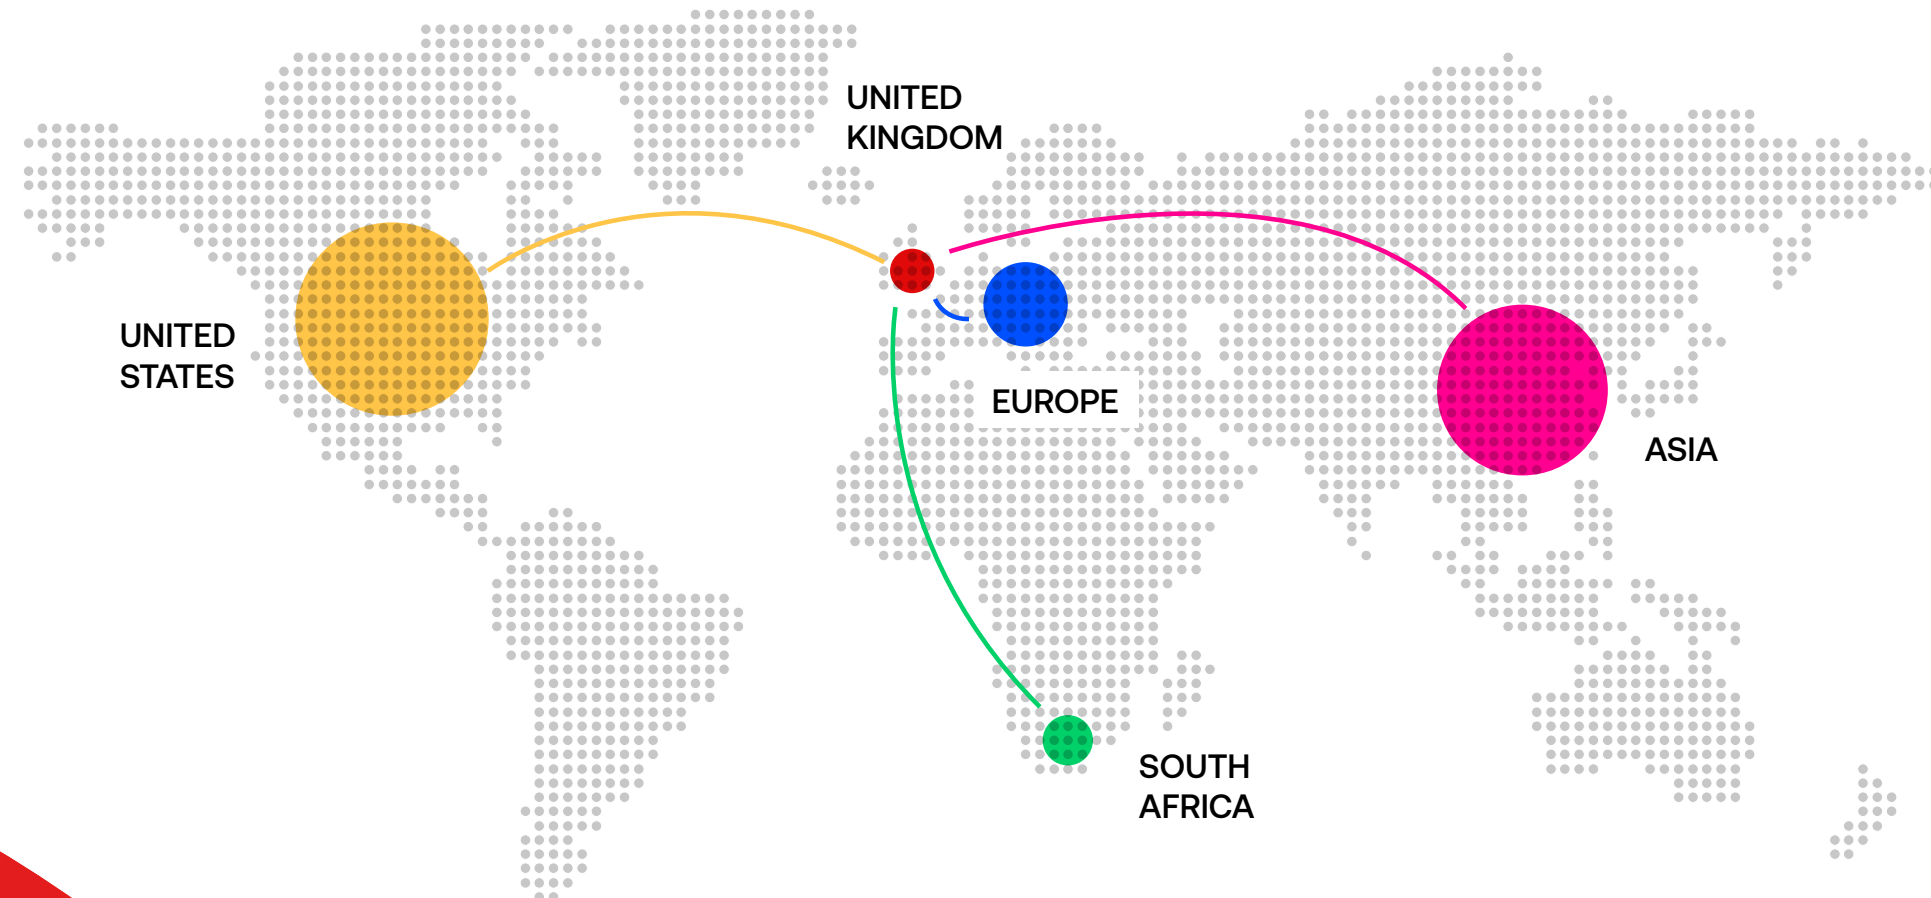 UNITED
KINGDOM
UNITED
STATES
EUROPE
ASIA
SOUTH
AFRICA